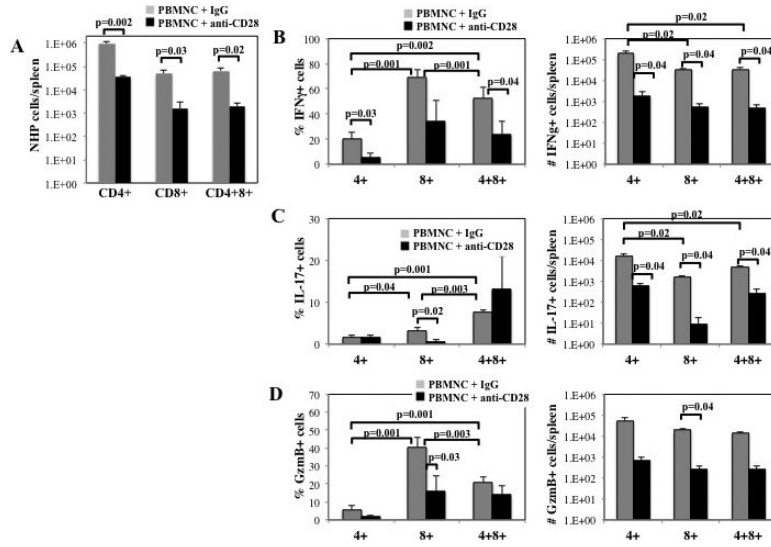 A
PBMNC + IgG
PBMNC + anti-CD28
p=0.002
p=0.03
p=0.02
NHP cells/spleen
1.E+06
1.E+05
1.E+04
1.E+03
1.E+02
1.E+01
1.E+00
CD4+ CD8+ CD4+8+
B
PBMNC + IgG
PBMNC + anti-CD28
p=0.002
p=0.001 p=0.001
p=0.03
p=0.04
% IFNγ+ cells
100
80
60
40
20
0
4+ 8+ 4+8+
p=0.02
p=0.02
p=0.04 p=0.04 p=0.04
# IFNg+ cells/spleen
1.E+06
1.E+05
1.E+04
1.E+03
1.E+02
1.E+01
1.E+00
4+ 8+ 4+8+
C
PBMNC + IgG
PBMNC + anti-CD28
p=0.001
p=0.04 p=0.003
p=0.02
% IL-17+ cells
30
20
10
0
4+ 8+ 4+8+
p=0.02
p=0.02
p=0.04 p=0.04 p=0.04
# IL-17+ cells/spleen
1.E+06
1.E+05
1.E+04
1.E+03
1.E+02
1.E+01
1.E+00
4+ 8+ 4+8+
D
PBMNC + IgG
PBMNC + anti-CD28
p=0.001
p=0.001 p=0.003
p=0.03
% GzmB+ cells
70
60
50
40
30
20
10
0
4+ 8+ 4+8+
p=0.04
# GzmB+ cells/spleen
1.E+06
1.E+05
1.E+04
1.E+03
1.E+02
1.E+01
1.E+00
4+ 8+ 4+8+